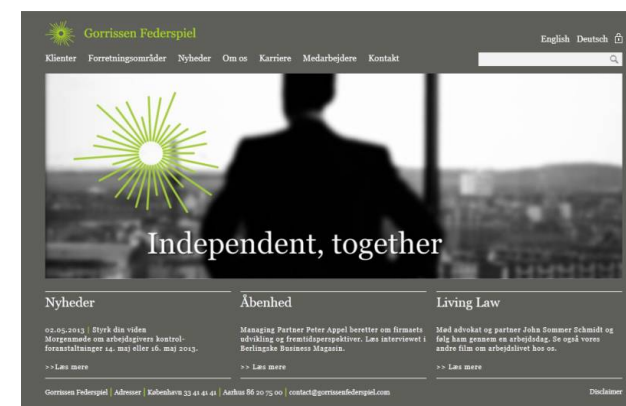 Gorrissen Federspiel
English Deutsch
Klienter Forretningsområder Nyheder Om os Karriere Medarbejdere Kontakt
Independent, together
Nyheder
02.05.2013 | Styrk din viden
Morgenmøde om arbejdsgivers kontrol-
foranstaltninger 14. maj eller 16. maj 2013.
>>Læs mere
Åbenhed
Managing Partner Peter Appel beretter om firmaets
udvikling og fremtidsperspektiver. Læs interviewet i
Berlingske Business Magasin.
>> Læs mere
Living Law
Mød advokat og partner John Sommer Schmidt og
følg ham gennem en arbejdsdag. Se også vores
andre film om arbejdslivet hos os.
>> Læs mere
Gorrissen Federspiel | Adresser | København 33 41 41 41 | Aarhus 86 20 75 00 | contact@gorrissenfederspiel.com
Disclaimer